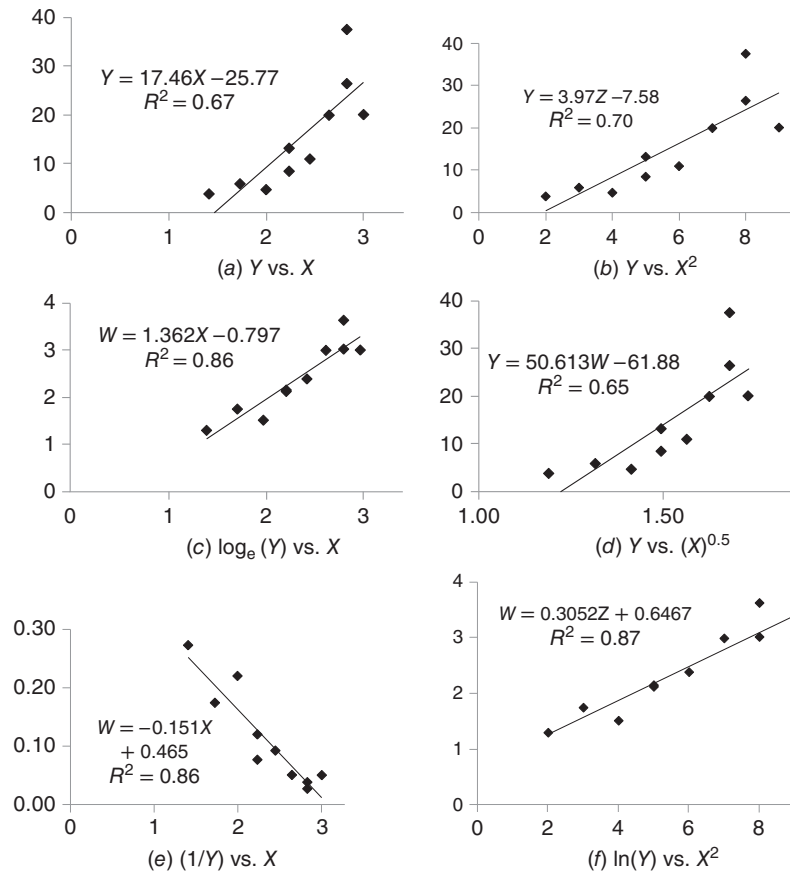 40
30
20
10
0
Y = 17.46X −25.77
R² = 0.67
0 1 2 3
(a) Y vs. X
40
30
20
10
0
Y = 3.97Z −7.58
R² = 0.70
0 2 4 6 8
(b) Y vs. X²
4
3
2
1
0
W = 1.362X −0.797
R² = 0.86
0 1 2 3
(c) logₑ (Y) vs. X
40
30
20
10
0
Y = 50.613W −61.88
R² = 0.65
1.00 1.50
(d) Y vs. (X)⁰·⁵
0.30
0.20
0.10
0.00
W = −0.151X
+ 0.465
R² = 0.86
0 1 2 3
(e) (1/Y) vs. X
4
3
2
1
0
W = 0.3052Z + 0.6467
R² = 0.87
0 2 4 6 8
(f) ln(Y) vs. X²